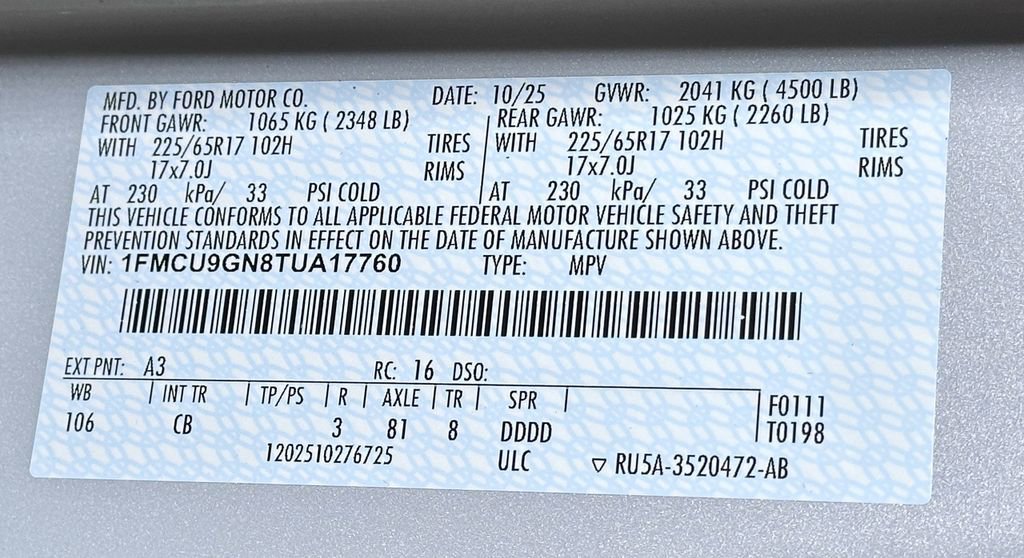 MFD. BY FORD MOTOR CO. DATE: 10/25 GVWR: 2041 KG ( 4500 LB)
FRONT GAWR: 1065 KG ( 2348 LB) REAR GAWR: 1025 KG ( 2260 LB)
WITH 225/65R17 102H TIRES WITH 225/65R17 102H TIRES
17x7.0J RIMS 17x7.0J RIMS
AT 230 kPa/ 33 PSI COLD AT 230 kPa/ 33 PSI COLD
THIS VEHICLE CONFORMS TO ALL APPLICABLE FEDERAL MOTOR VEHICLE SAFETY AND THEFT
PREVENTION STANDARDS IN EFFECT ON THE DATE OF MANUFACTURE SHOWN ABOVE.
VIN: 1FMCU9GN8TUA17760 TYPE: MPV
EXT PNT: A3 RC: 16 DSO:
WB | INT TR | TP/PS | R | AXLE | TR | SPR | F0111
106 CB 3 81 8 DDDD T0198
1202510276725 ULC ▽ RU5A-3520472-AB